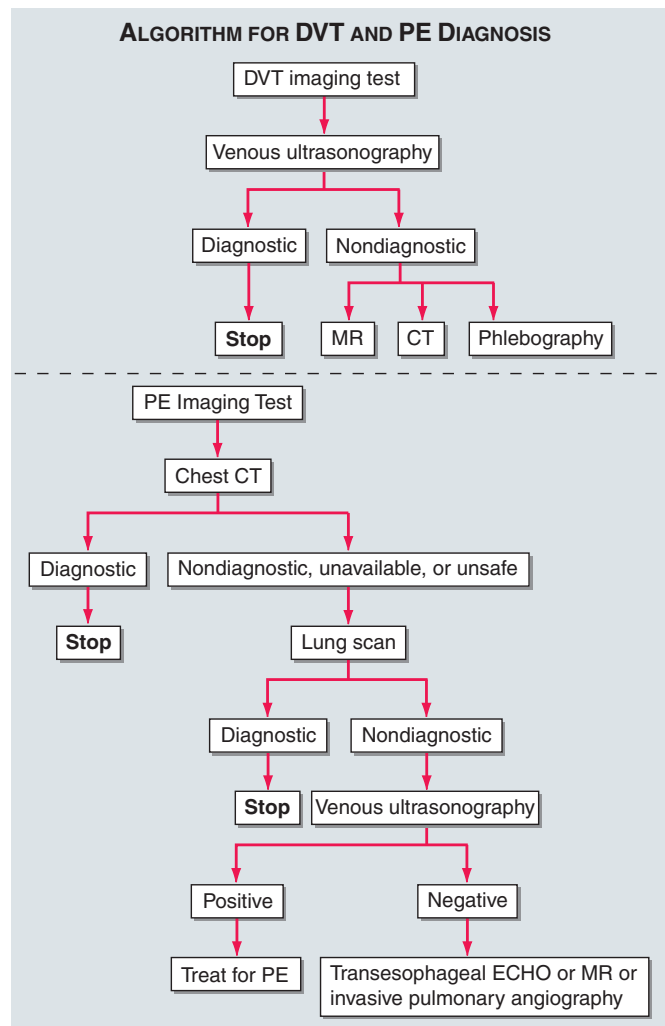 ALGORITHM FOR DVT AND PE DIAGNOSIS
DVT imaging test
Venous ultrasonography
Diagnostic
Nondiagnostic
Stop
MR
CT
Phlebography
PE Imaging Test
Chest CT
Diagnostic
Nondiagnostic, unavailable, or unsafe
Stop
Lung scan
Diagnostic
Nondiagnostic
Stop
Venous ultrasonography
Positive
Negative
Treat for PE
Transesophageal ECHO or MR or
invasive pulmonary angiography